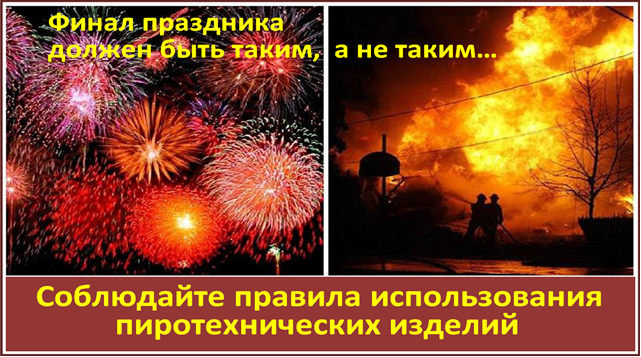 Финал праздника
должен быть таким, а не таким...
Соблюдайте правила использования
пиротехнических изделий